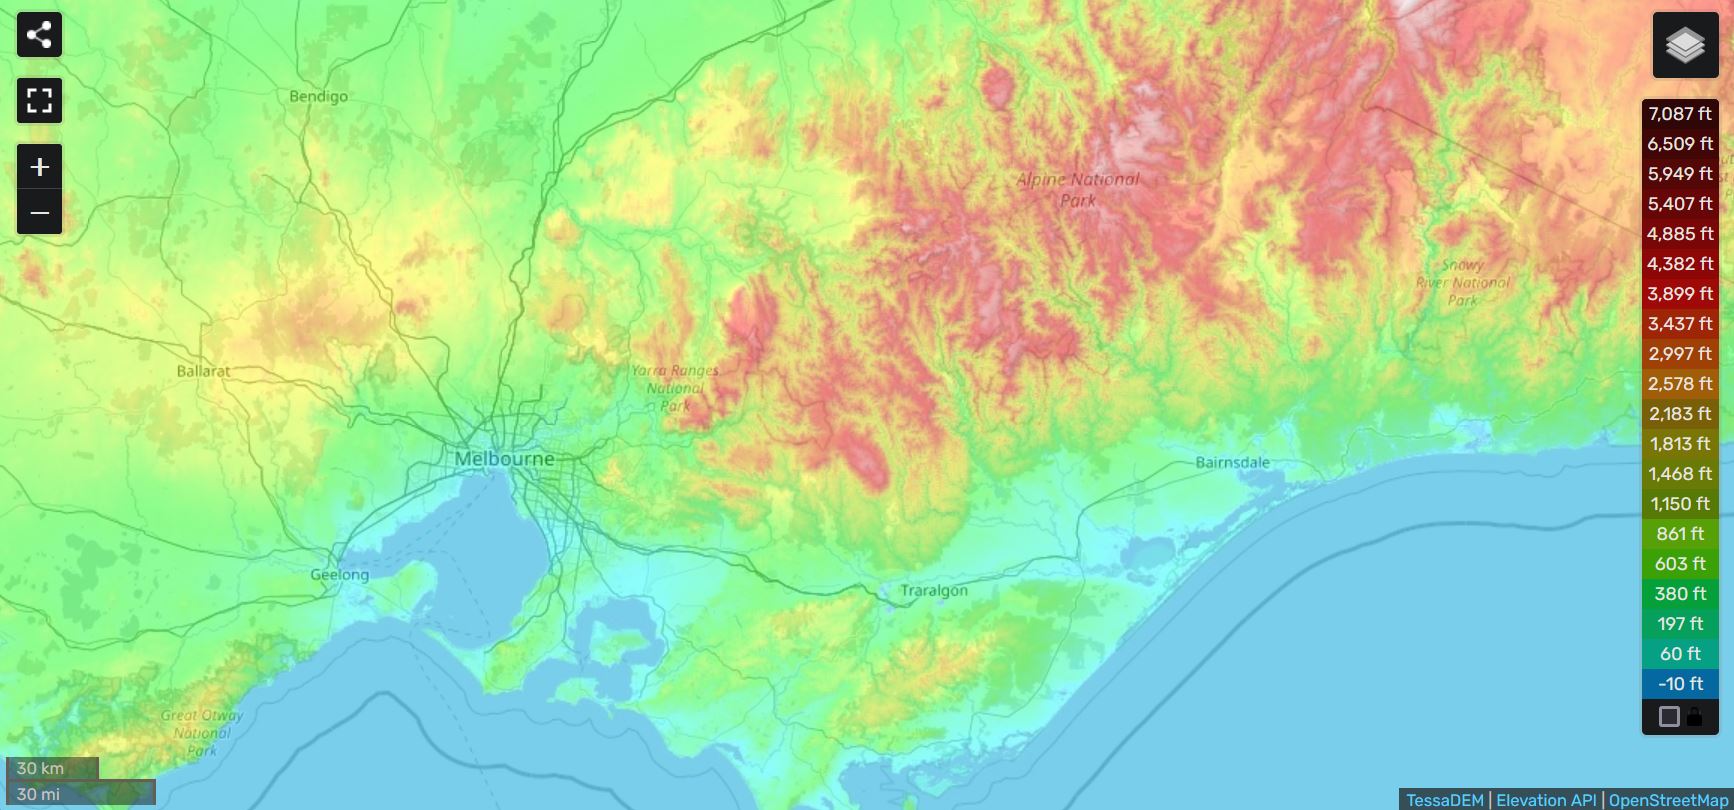 Bendigo
Alpine National
Park
Snowy
River National
Park
Ballarat
Yarra Ranges
National
Park
Melbourne
Bairnsdale
Geelong
Traralgon
Great Otway
National
Park
30 km
30 mi
7,087 ft
6,509 ft
5,949 ft
5,407 ft
4,885 ft
4,382 ft
3,899 ft
3,437 ft
2,997 ft
2,578 ft
2,183 ft
1,813 ft
1,468 ft
1,150 ft
861 ft
603 ft
380 ft
197 ft
60 ft
-10 ft
TessaDEM | Elevation API | OpenStreetMap